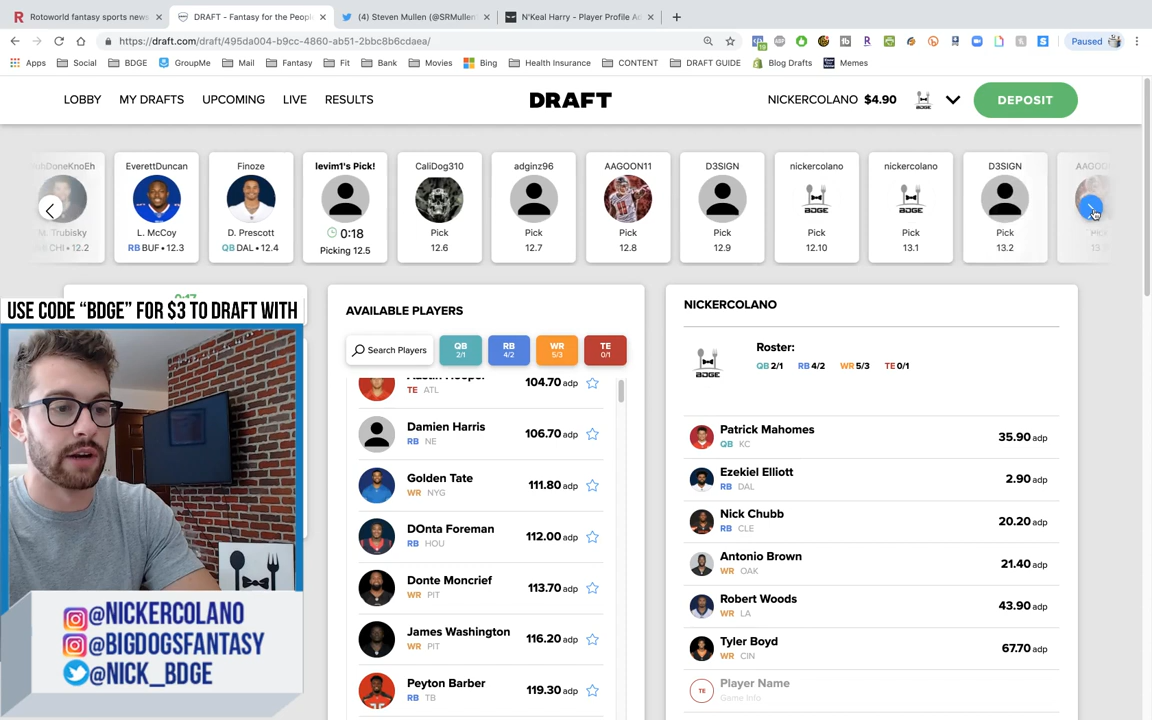 Rotoworld fantasy sports news
DRAFT - Fantasy for the People
(4) Steven Mullen (@SRMullen
N'Keal Harry - Player Profile Ad
https://draft.com/draft/495da004-b9cc-4860-ab51-2bbc8b6cdaea/
Paused
Apps Social BDGE GroupMe Mail Fantasy Fit Bank Movies Bing Health Insurance CONTENT DRAFT GUIDE Blog Drafts Memes
LOBBY MY DRAFTS UPCOMING LIVE RESULTS DRAFT NICKERCOLANO $4.90 DEPOSIT
EverettDuncan
L. McCoy
RB BUF • 12.3
Finoze
D. Prescott
QB DAL • 12.4
levim1's Pick!
0:18
Picking 12.5
CaliDog310
Pick
12.6
adginz96
Pick
12.7
AAGOON11
Pick
12.8
D3SIGN
Pick
12.9
nickercolano
BDGE
Pick
12.10
nickercolano
BDGE
Pick
13.1
D3SIGN
Pick
13.2
M. Trubisky
CHI • 12.2
0:17
USE CODE "BDGE" FOR $3 TO DRAFT WITH
@NICKERCOLANO
@BIGDOGSFANTASY
@NICK_BDGE
AVAILABLE PLAYERS
Search Players
QB
2/1
RB
4/2
WR
5/3
TE
0/1
Austin Hooper
TE ATL
104.70 adp
Damien Harris
RB NE
106.70 adp
Golden Tate
WR NYG
111.80 adp
DOnta Foreman
RB HOU
112.00 adp
Donte Moncrief
WR PIT
113.70 adp
James Washington
WR PIT
116.20 adp
Peyton Barber
RB TB
119.30 adp
NICKERCOLANO
BDGE
Roster:
QB 2/1 RB 4/2 WR 5/3 TE 0/1
Patrick Mahomes
QB KC
35.90 adp
Ezekiel Elliott
RB DAL
2.90 adp
Nick Chubb
RB CLE
20.20 adp
Antonio Brown
WR OAK
21.40 adp
Robert Woods
WR LA
43.90 adp
Tyler Boyd
WR CIN
67.70 adp
TE
Player Name
Game Info